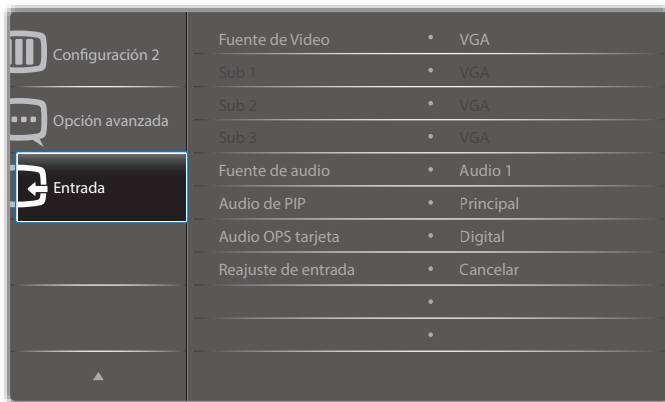 Configuración 2
Opción avanzada
Entrada
Fuente de Video • VGA
Sub 1 • VGA
Sub 2 • VGA
Sub 3 • VGA
Fuente de audio • Audio 1
Audio de PIP • Principal
Audio OPS tarjeta • Digital
Reajuste de entrada • Cancelar